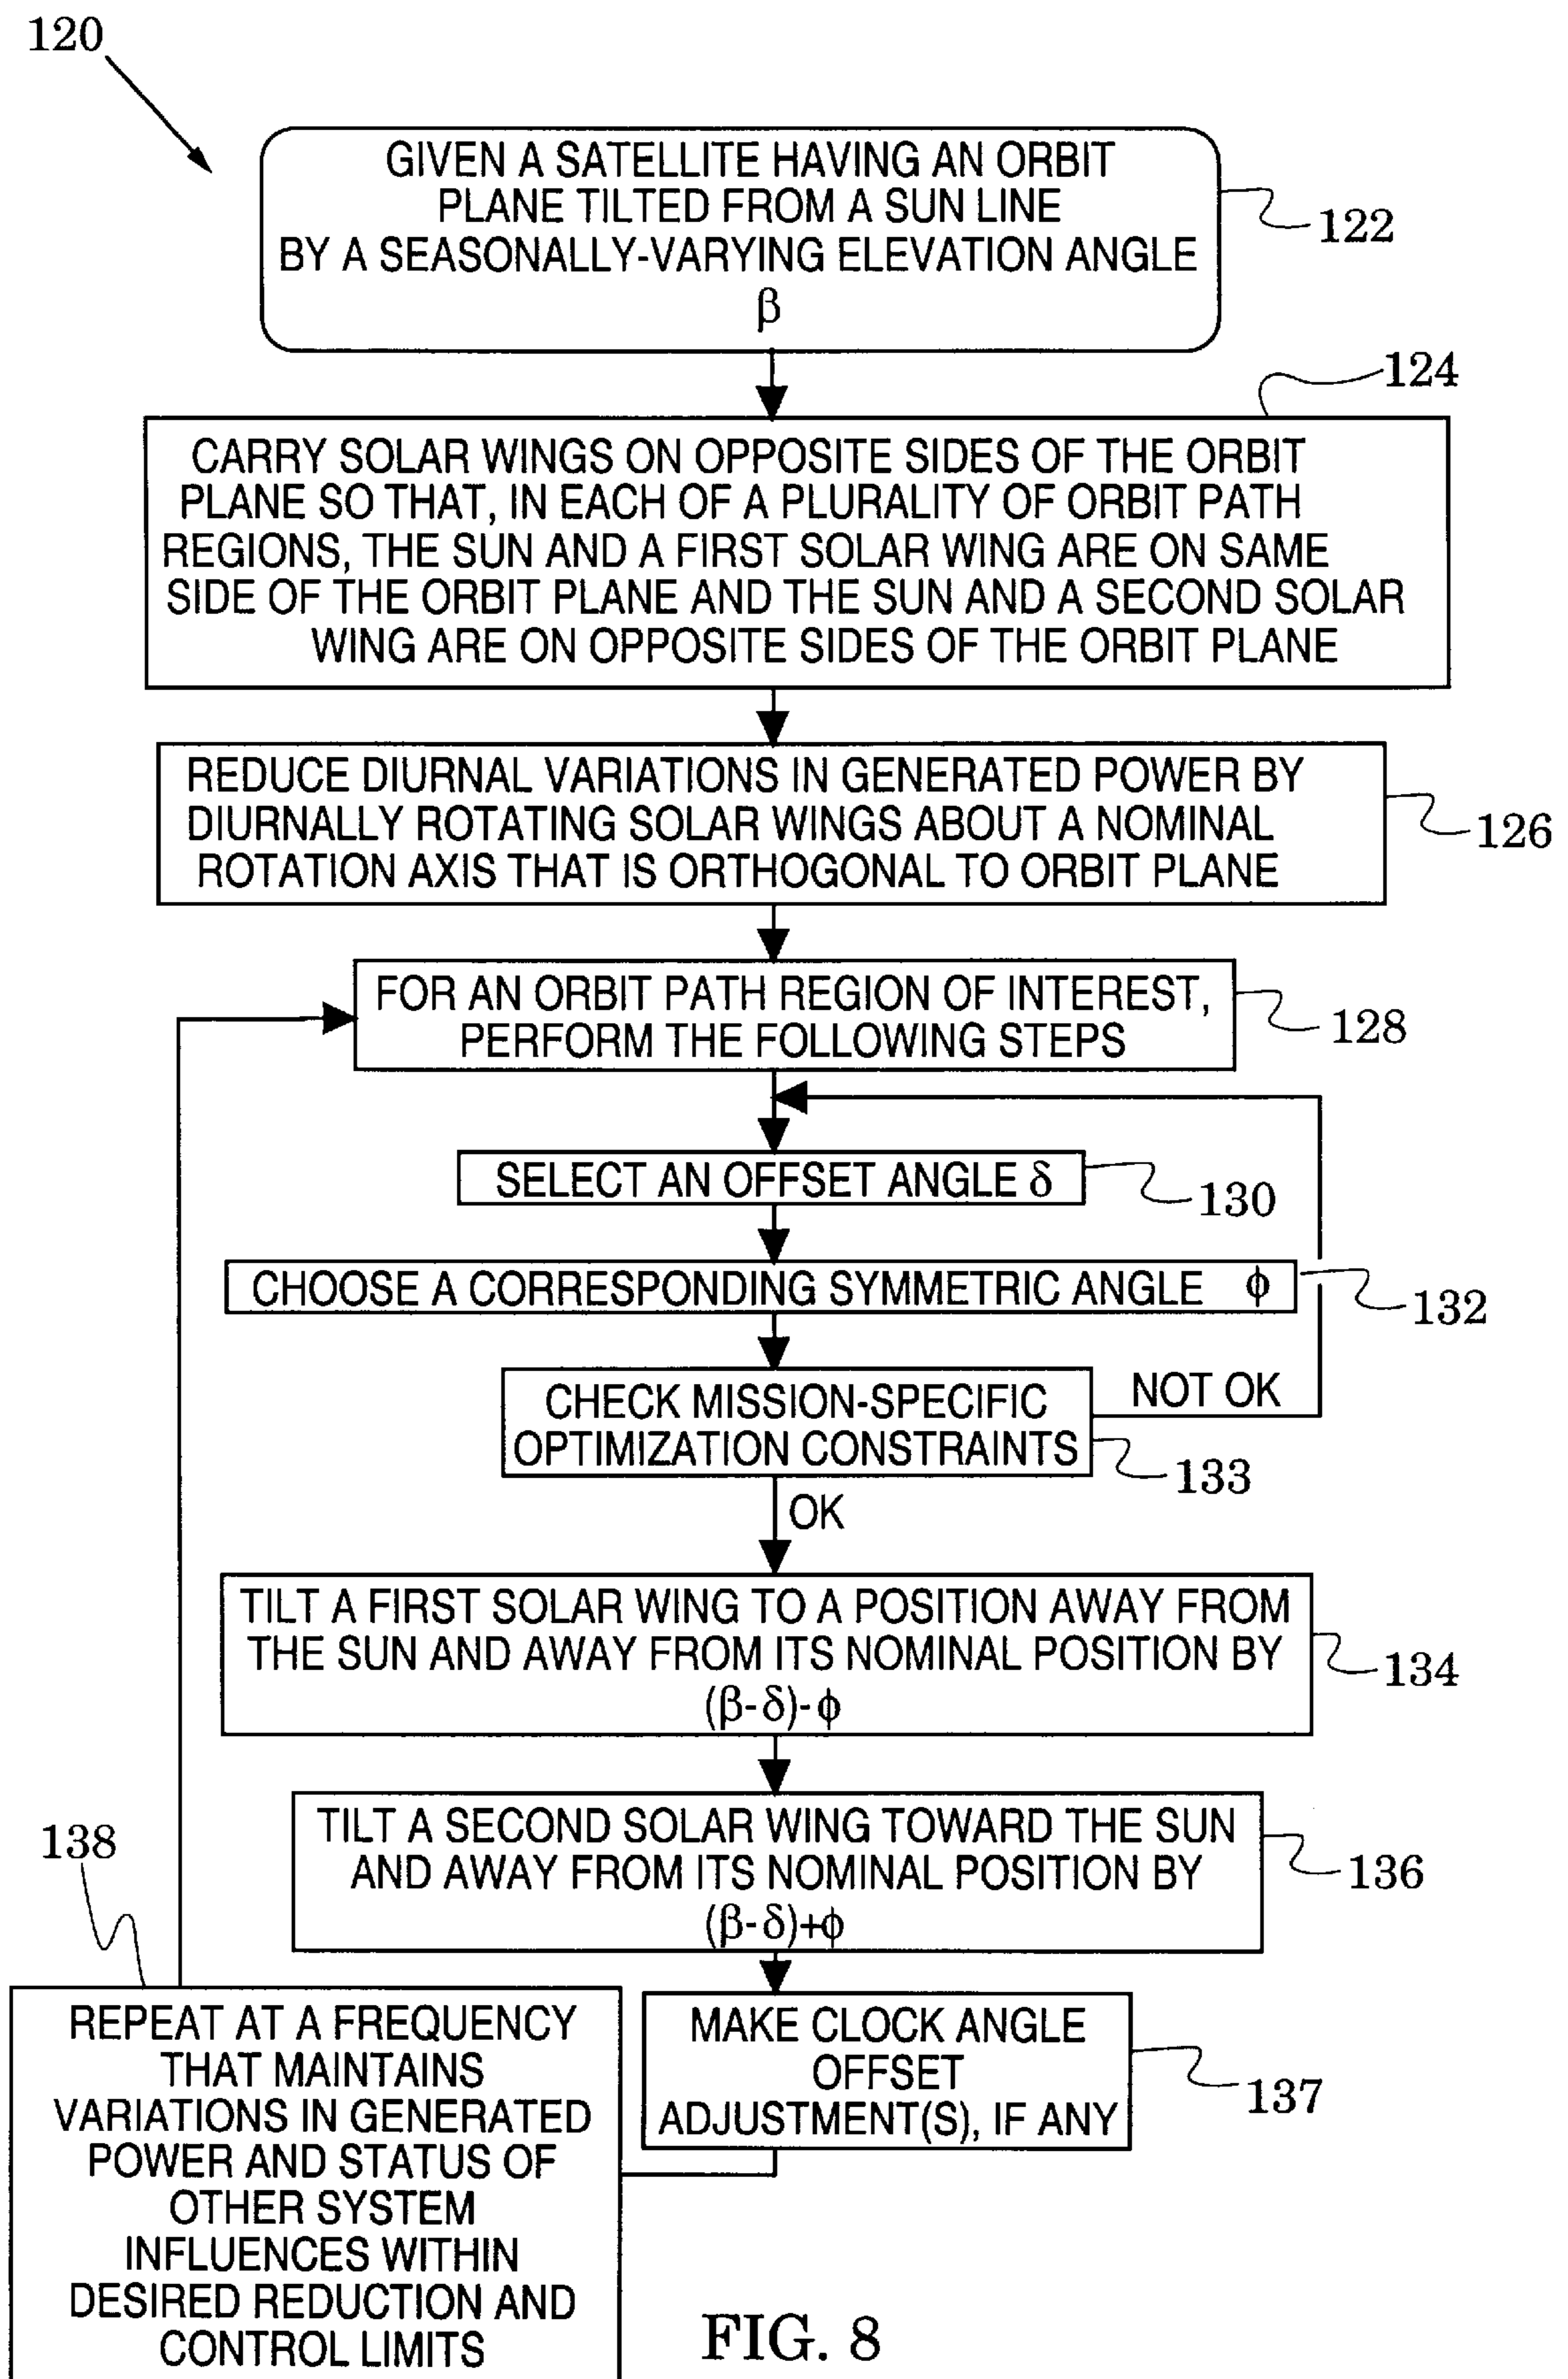 120
GIVEN A SATELLITE HAVING AN ORBIT
PLANE TILTED FROM A SUN LINE
BY A SEASONALLY-VARYING ELEVATION ANGLE
β
122
124
CARRY SOLAR WINGS ON OPPOSITE SIDES OF THE ORBIT
PLANE SO THAT, IN EACH OF A PLURALITY OF ORBIT PATH
REGIONS, THE SUN AND A FIRST SOLAR WING ARE ON SAME
SIDE OF THE ORBIT PLANE AND THE SUN AND A SECOND SOLAR
WING ARE ON OPPOSITE SIDES OF THE ORBIT PLANE
REDUCE DIURNAL VARIATIONS IN GENERATED POWER BY
DIURNALLY ROTATING SOLAR WINGS ABOUT A NOMINAL
ROTATION AXIS THAT IS ORTHOGONAL TO ORBIT PLANE
126
FOR AN ORBIT PATH REGION OF INTEREST,
PERFORM THE FOLLOWING STEPS
128
SELECT AN OFFSET ANGLE δ
130
CHOOSE A CORRESPONDING SYMMETRIC ANGLE ϕ
132
CHECK MISSION-SPECIFIC
OPTIMIZATION CONSTRAINTS
NOT OK
133
OK
TILT A FIRST SOLAR WING TO A POSITION AWAY FROM
THE SUN AND AWAY FROM ITS NOMINAL POSITION BY
(β-δ)-ϕ
134
TILT A SECOND SOLAR WING TOWARD THE SUN
AND AWAY FROM ITS NOMINAL POSITION BY
(β-δ)+ϕ
136
138
REPEAT AT A FREQUENCY
THAT MAINTAINS
VARIATIONS IN GENERATED
POWER AND STATUS OF
OTHER SYSTEM
INFLUENCES WITHIN
DESIRED REDUCTION AND
CONTROL LIMITS
MAKE CLOCK ANGLE
OFFSET
ADJUSTMENT(S), IF ANY
137
FIG. 8